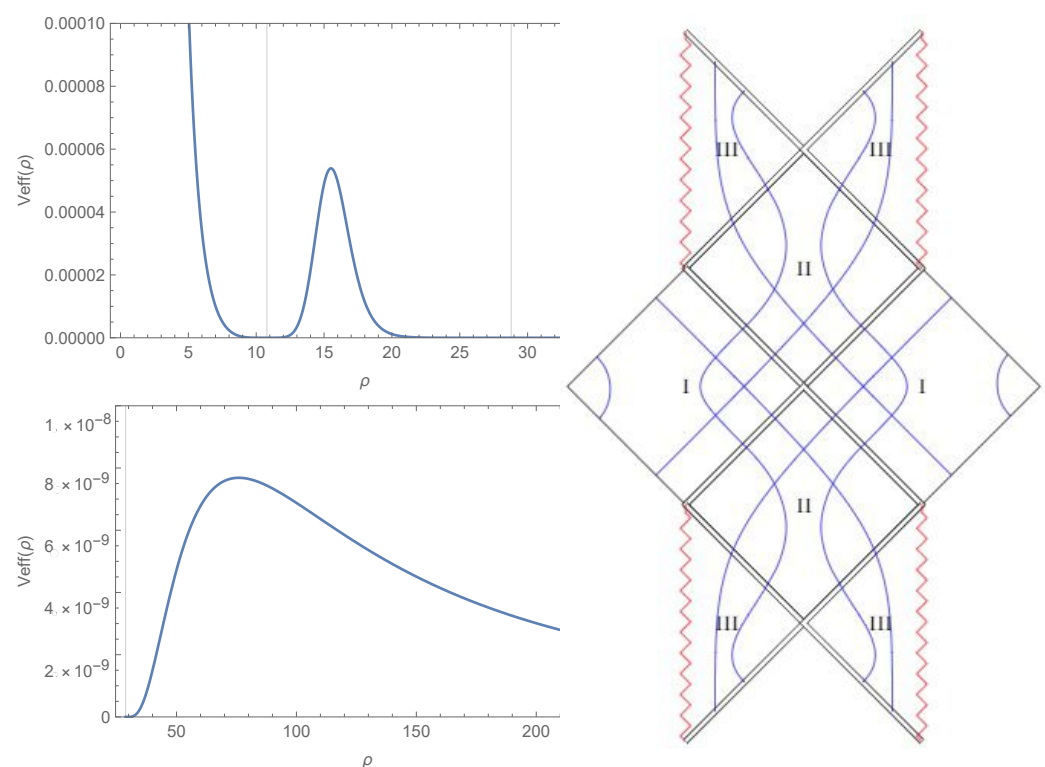 0.00010
0.00008
0.00006
0.00004
0.00002
0.00000
Veff(ρ)
0 5 10 15 20 25 30
ρ
1. × 10⁻⁸
8. × 10⁻⁹
6. × 10⁻⁹
4. × 10⁻⁹
2. × 10⁻⁹
0
Veff(ρ)
50 100 150 200
ρ
III III
II
I I
II
III III